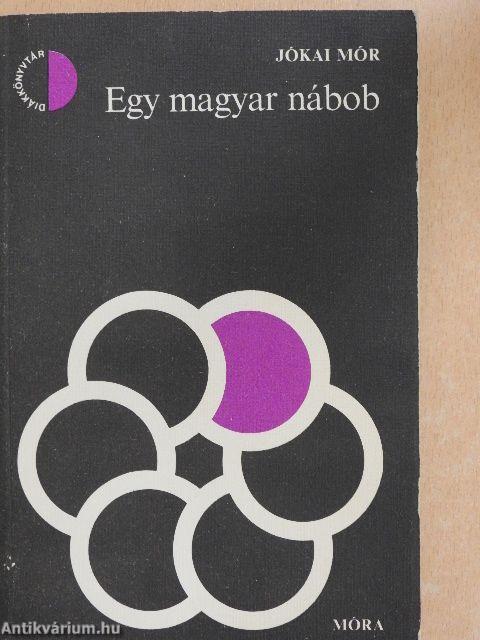 DIÁKKÖNYVTÁR
JÓKAI MÓR
Egy magyar nábob
MÓRA
Antikvárium.hu